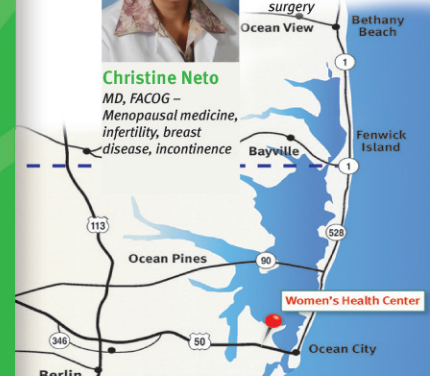 surgery
Ocean View
Bethany
Beach
1
Christine Neto
MD, FACOG –
Menopausal medicine,
infertility, breast
disease, incontinence
Bayville
Fenwick
Island
1
113
528
Ocean Pines
90
Women's Health Center
346
50
Ocean City
Berlin